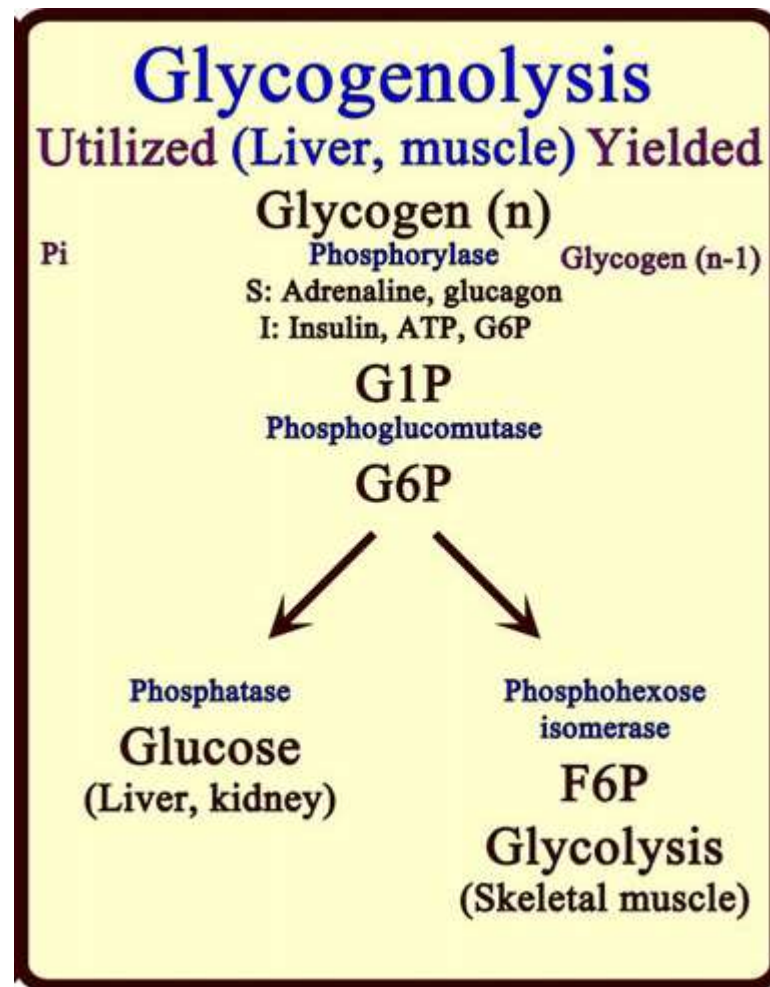 Glycogenolysis
Utilized (Liver, muscle) Yielded
Glycogen (n)
Pi Phosphorylase Glycogen (n-1)
S: Adrenaline, glucagon
I: Insulin, ATP, G6P
G1P
Phosphoglucomutase
G6P
Phosphatase
Glucose
(Liver, kidney)
Phosphohexose
isomerase
F6P
Glycolysis
(Skeletal muscle)